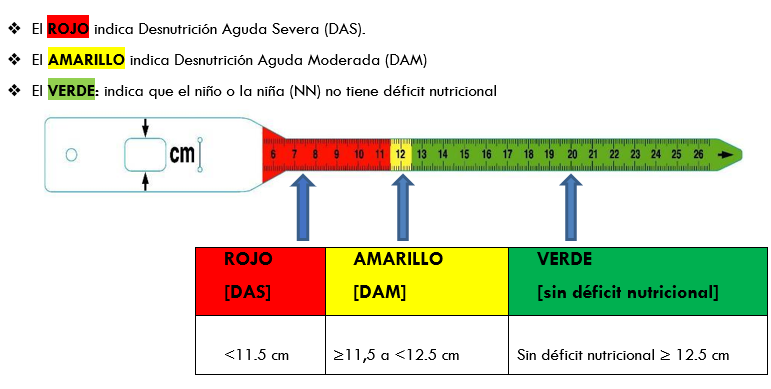 ❖ El ROJO indica Desnutrición Aguda Severa (DAS).
❖ El AMARILLO indica Desnutrición Aguda Moderada (DAM)
❖ El VERDE: indica que el niño o la niña (NN) no tiene déficit nutricional
cm 6 7 8 9 10 11 12 13 14 15 16 17 18 19 20 21 22 23 24 25 26
ROJO AMARILLO VERDE
[DAS] [DAM] [sin déficit nutricional]
<11.5 cm ≥11,5 a <12.5 cm Sin déficit nutricional ≥ 12.5 cm